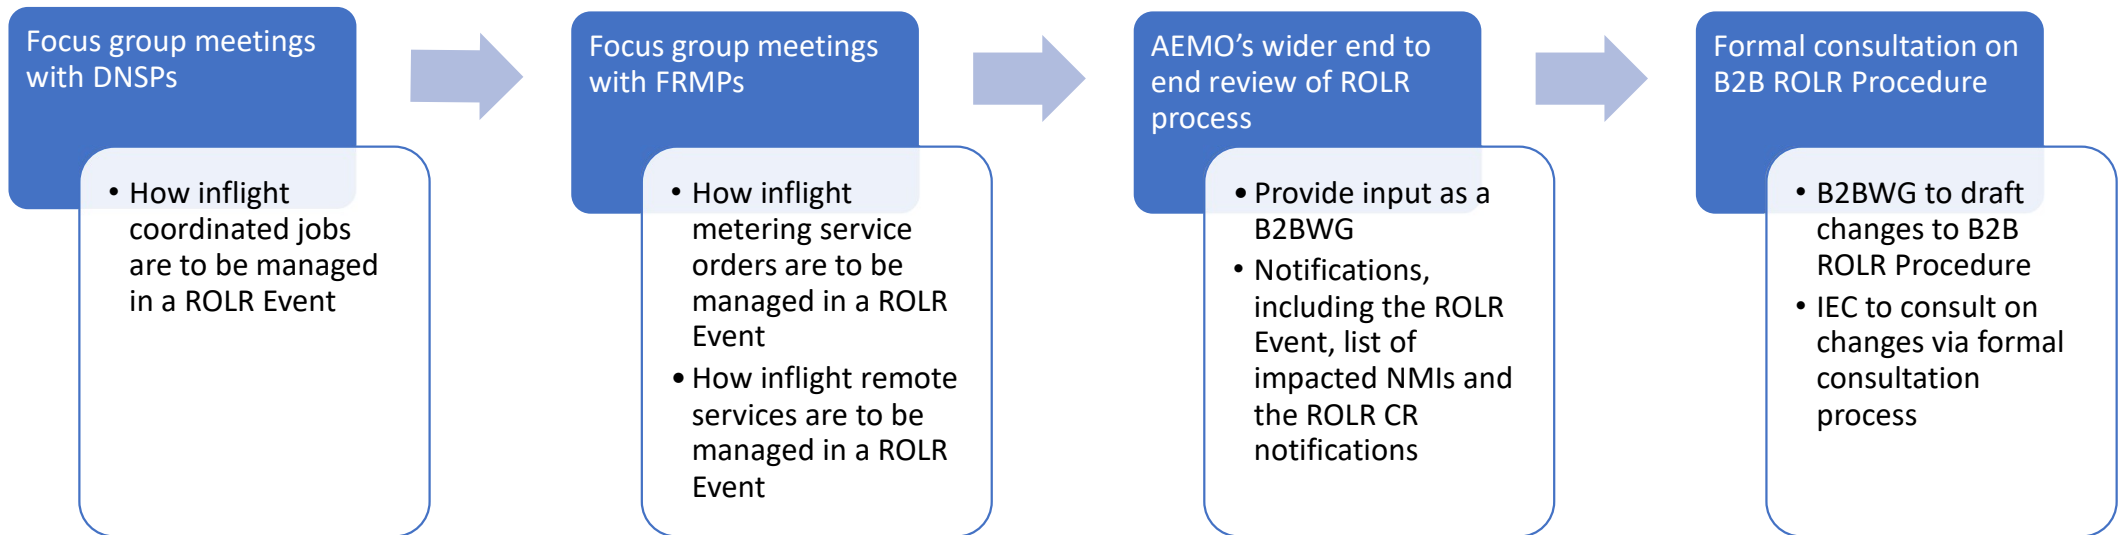 Focus group meetings
with DNSPs
• How inflight
coordinated jobs
are to be managed
in a ROLR Event
Focus group meetings
with FRMPs
• How inflight
metering service
orders are to be
managed in a ROLR
Event
• How inflight remote
services are to be
managed in a ROLR
Event
AEMO’s wider end to
end review of ROLR
process
• Provide input as a
B2BWG
• Notifications,
including the ROLR
Event, list of
impacted NMIs and
the ROLR CR
notifications
Formal consultation on
B2B ROLR Procedure
• B2BWG to draft
changes to B2B
ROLR Procedure
• IEC to consult on
changes via formal
consultation
process